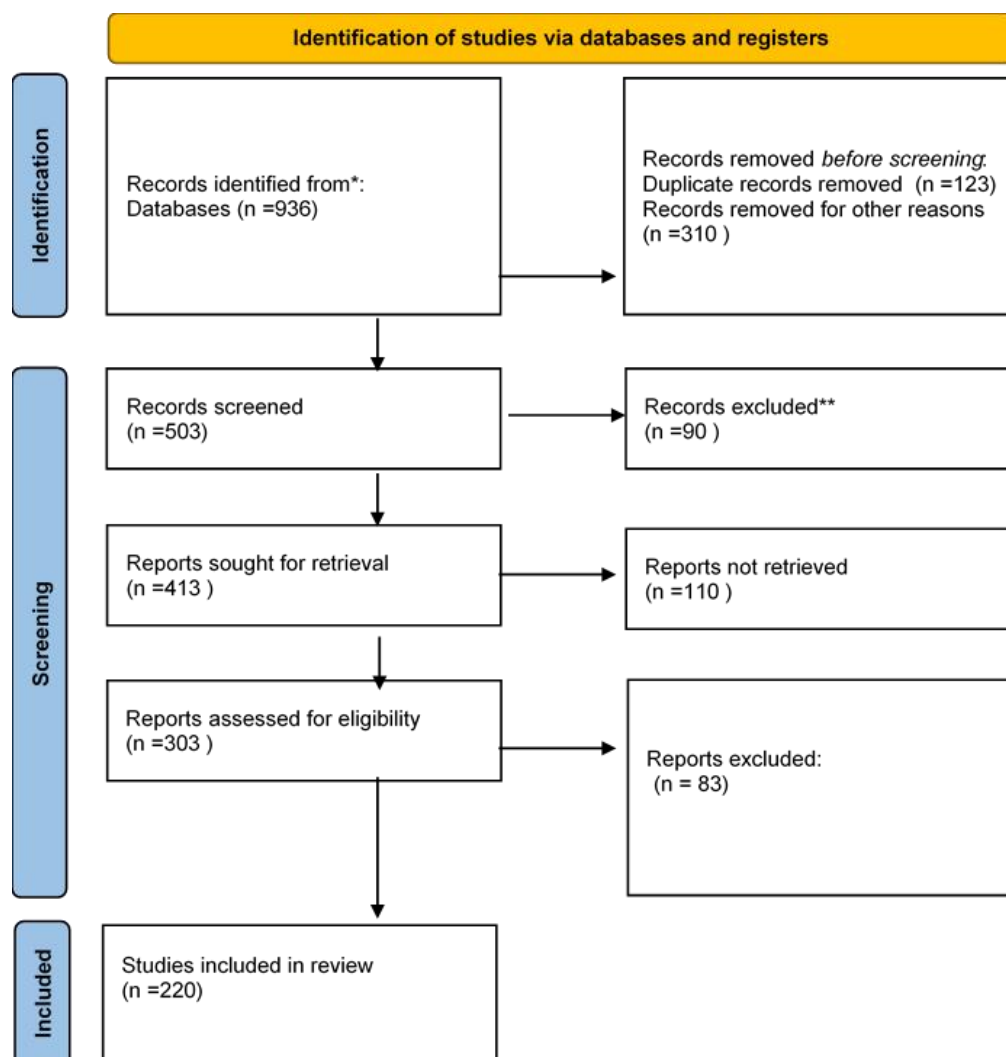 Identification of studies via databases and registers
Identification
Records identified from*:
Databases (n =936)
Records removed before screening:
Duplicate records removed  (n =123)
Records removed for other reasons
(n =310 )
Screening
Records screened
(n =503)
Records excluded**
(n =90 )
Reports sought for retrieval
(n =413 )
Reports not retrieved
(n =110 )
Reports assessed for eligibility
(n =303 )
Reports excluded:
(n = 83)
Included
Studies included in review
(n =220)